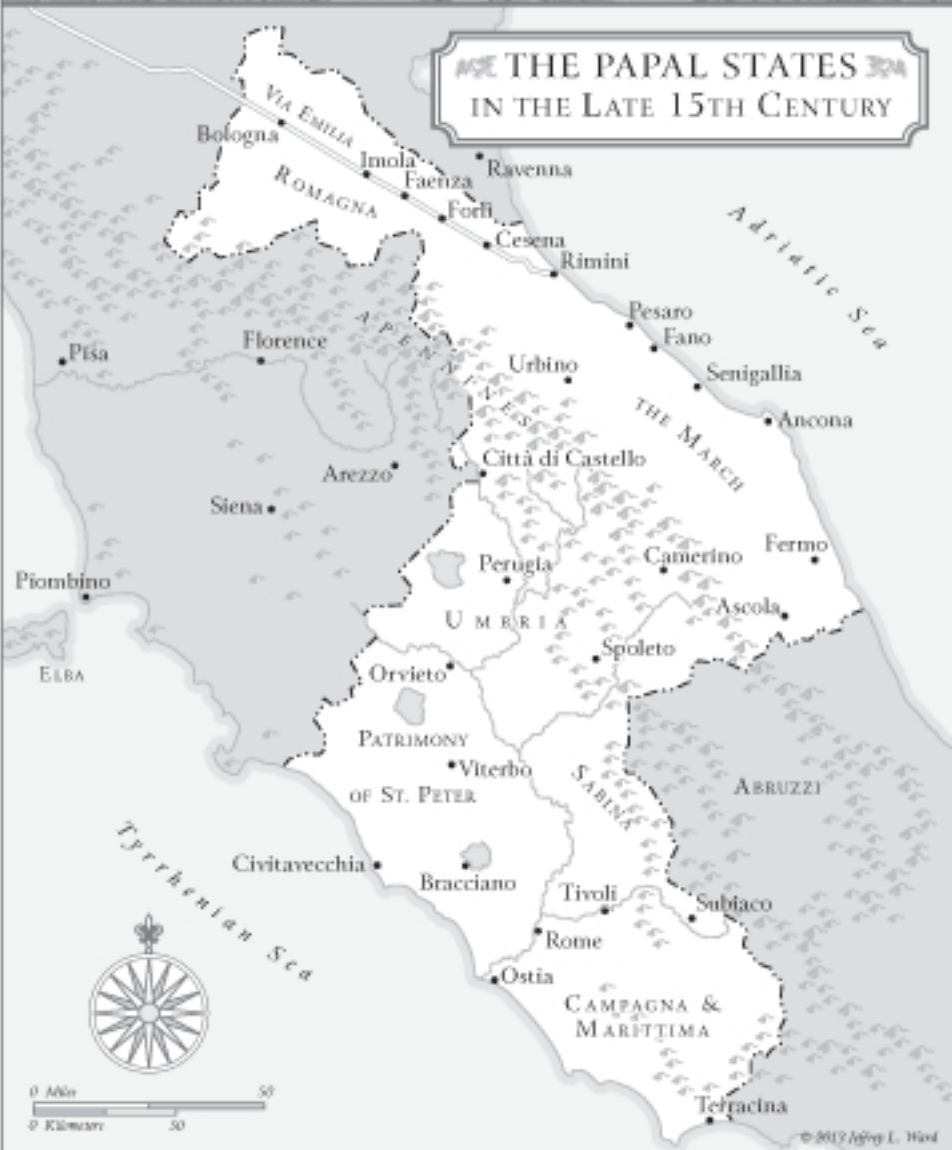 THE PAPAL STATES
IN THE LATE 15TH CENTURY
VIA EMILIA
Bologna
Imola
Faenza
Ravenna
ROMAGNA
Forlì
Cesena
Rimini
Adriatic Sea
Pesaro
Fano
Pisa
Florence
APENNINES
Urbino
Senigallia
THE MARCH
Ancona
Città di Castello
Arezzo
Siena
Perugia
Camerino
Fermo
Piombino
UMBRIA
Ascola
ELBA
Orvieto
Spoleto
PATRIMONY
OF ST. PETER
Viterbo
SABINA
ABRUZZI
Tyrrhenian Sea
Civitavecchia
Bracciano
Tivoli
Subiaco
Rome
Ostia
CAMPAGNA &
MARITTIMA
0 Miles 50
0 Kilometers 50
Terracina
© 2013 Jeffrey L. Ward